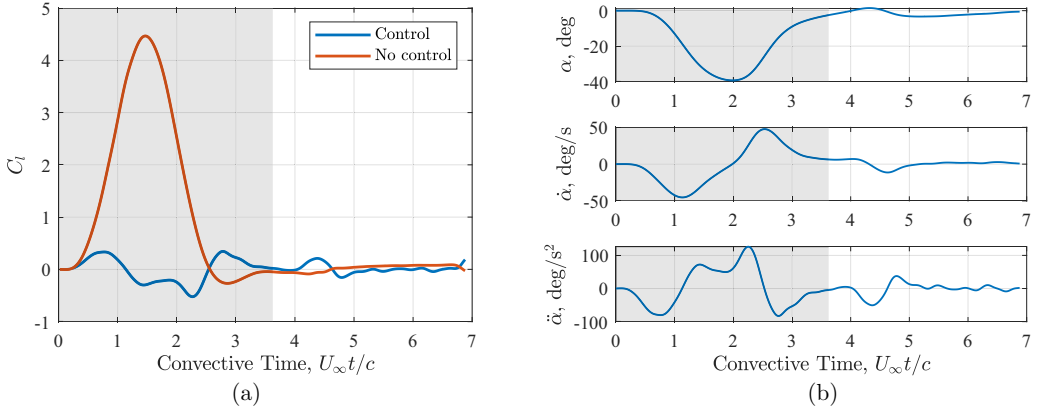 5
4
3
2
1
0
-1
C_l
Control
No control
0 1 2 3 4 5 6 7
Convective Time, U_∞t/c
(a)
0
-20
-40
α, deg
0 1 2 3 4 5 6 7
50
0
-50
α̇, deg/s
0 1 2 3 4 5 6 7
100
0
-100
α̈, deg/s²
0 1 2 3 4 5 6 7
Convective Time, U_∞t/c
(b)